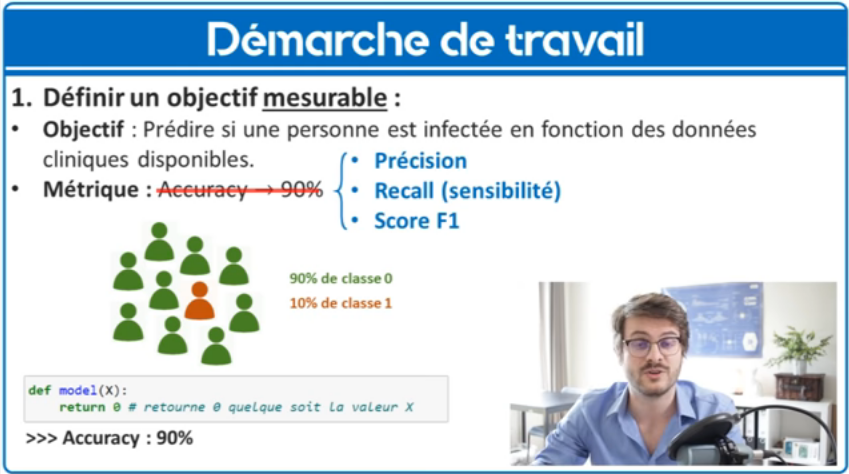 Démarche de travail
1. Définir un objectif mesurable :
• Objectif : Prédire si une personne est infectée en fonction des données
cliniques disponibles.
• Métrique : Accuracy → 90%
• Précision
• Recall (sensibilité)
• Score F1
90% de classe 0
10% de classe 1
def model(X):
return 0 # retourne 0 quelque soit la valeur X
>>> Accuracy : 90%